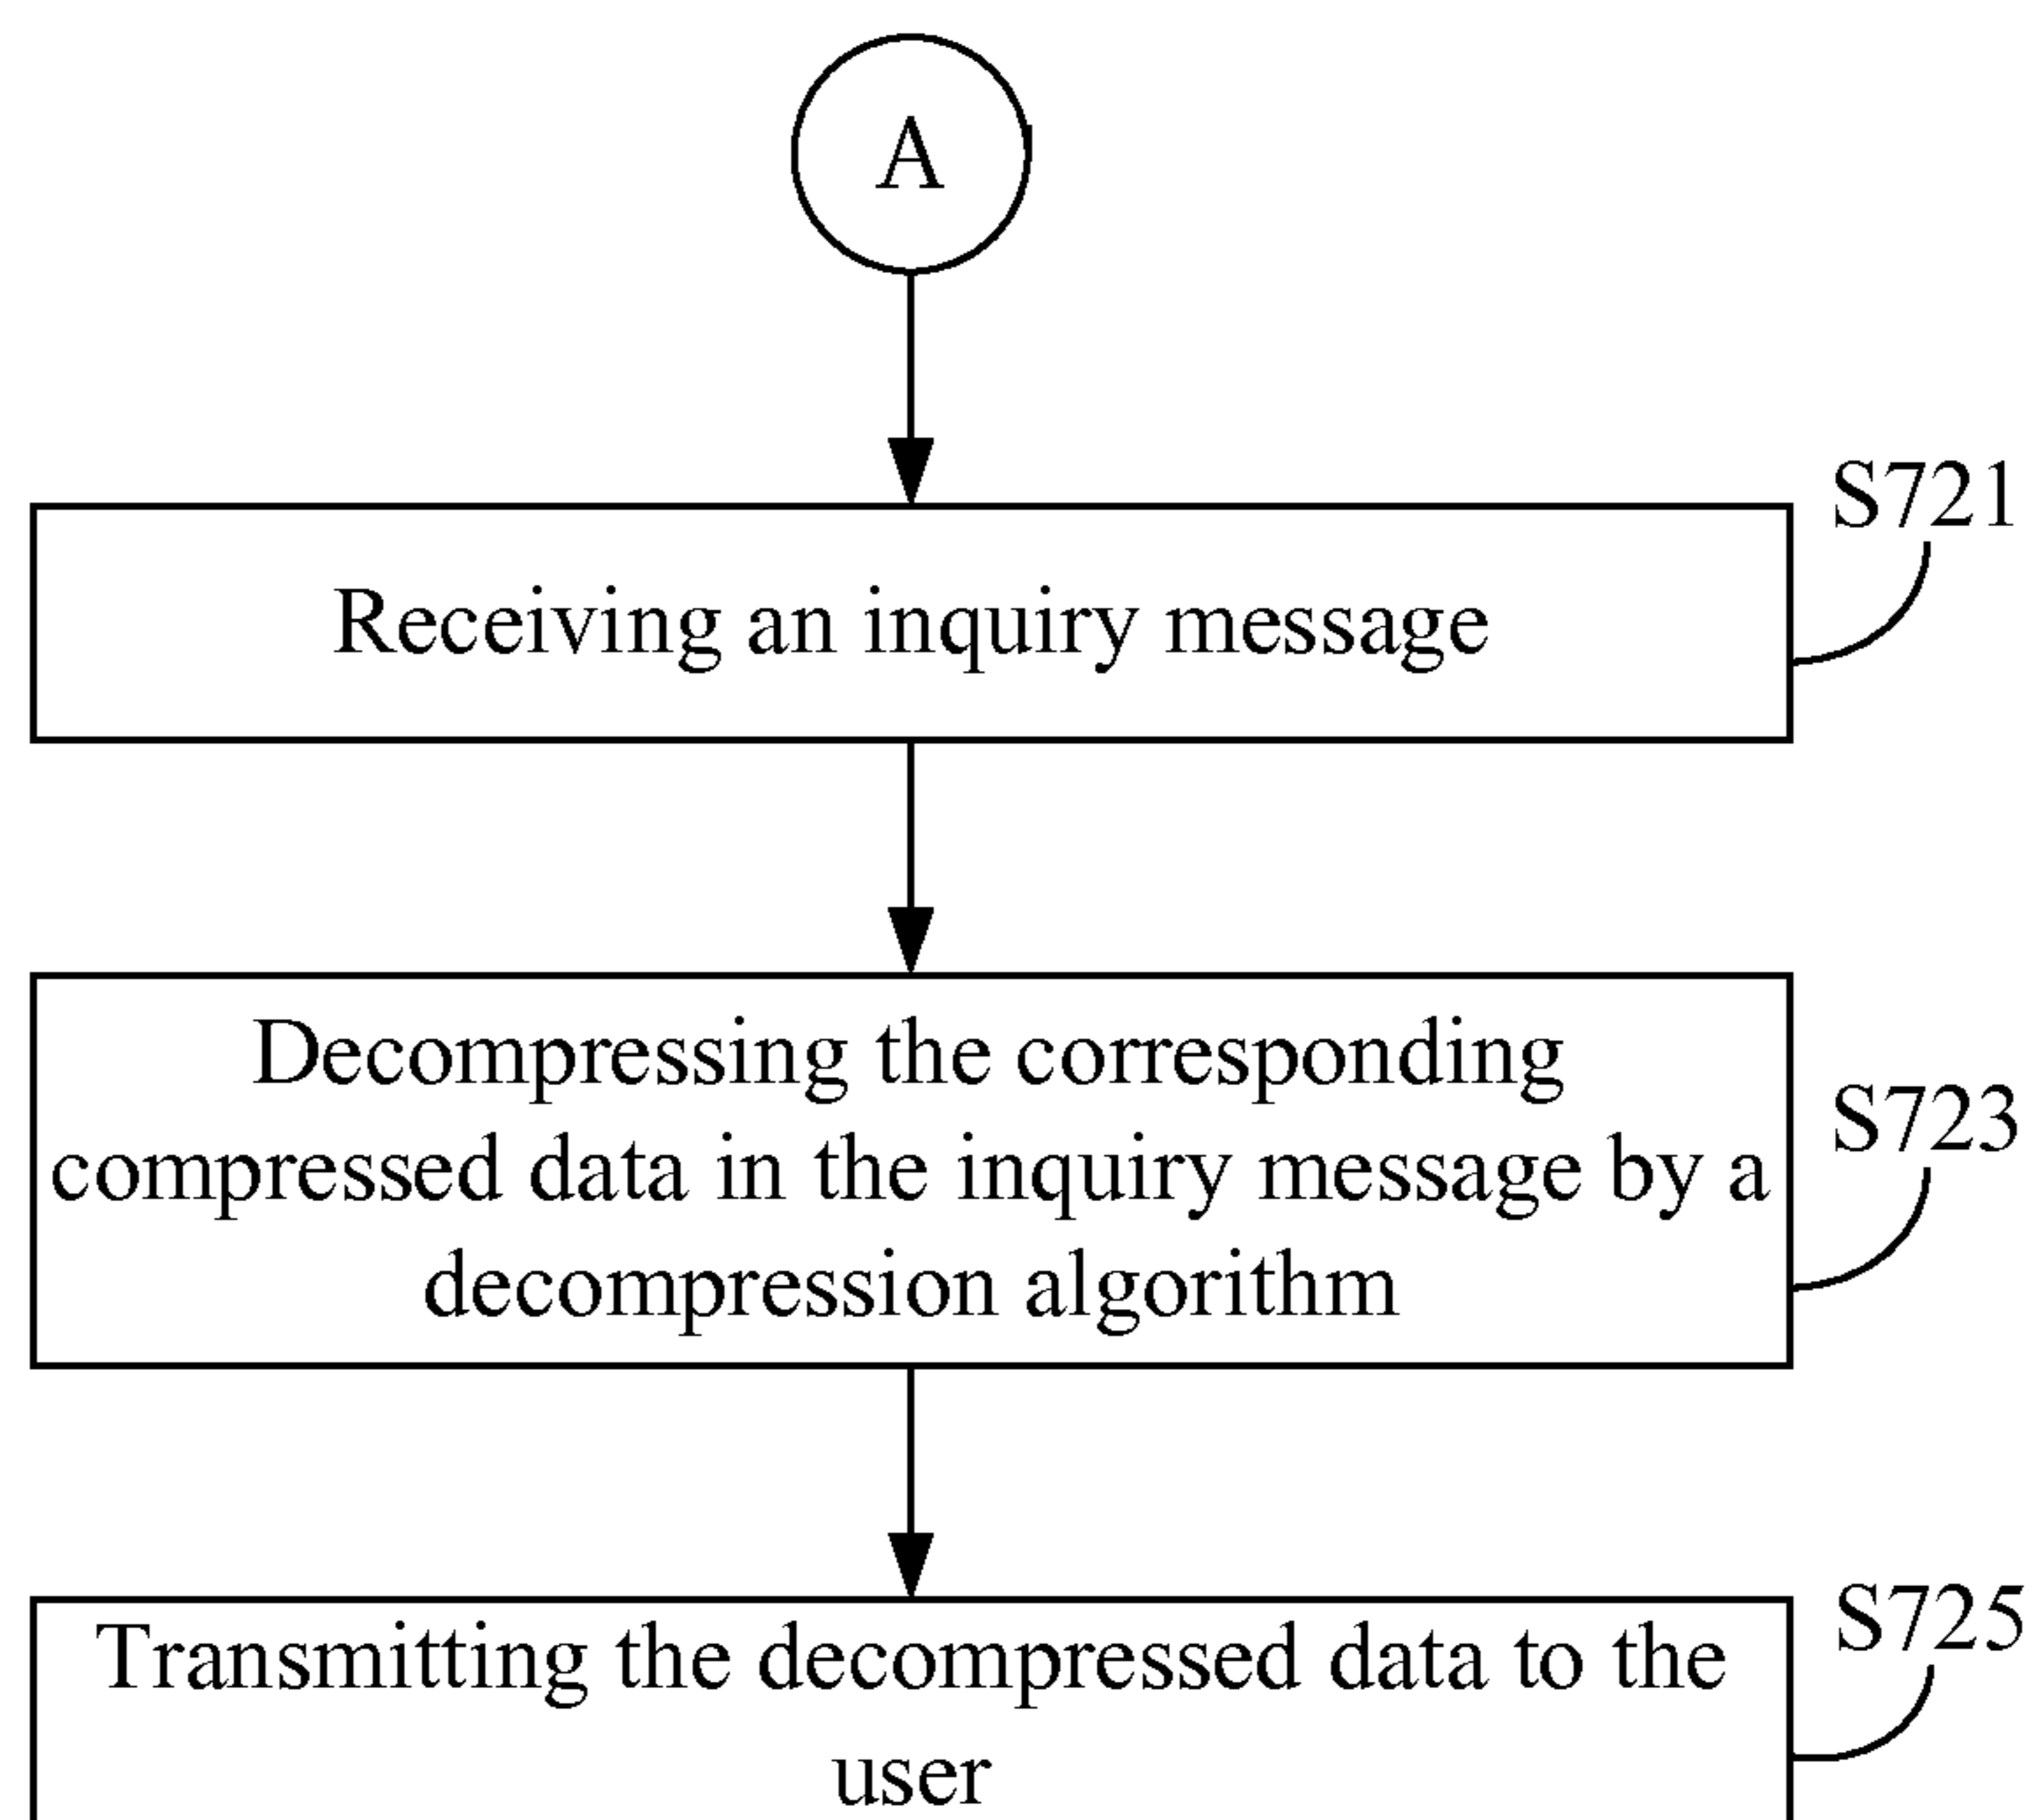 A
S721
Receiving an inquiry message
Decompressing the corresponding
S723
compressed data in the inquiry message by a
decompression algorithm
S725
Transmitting the decompressed data to the
user